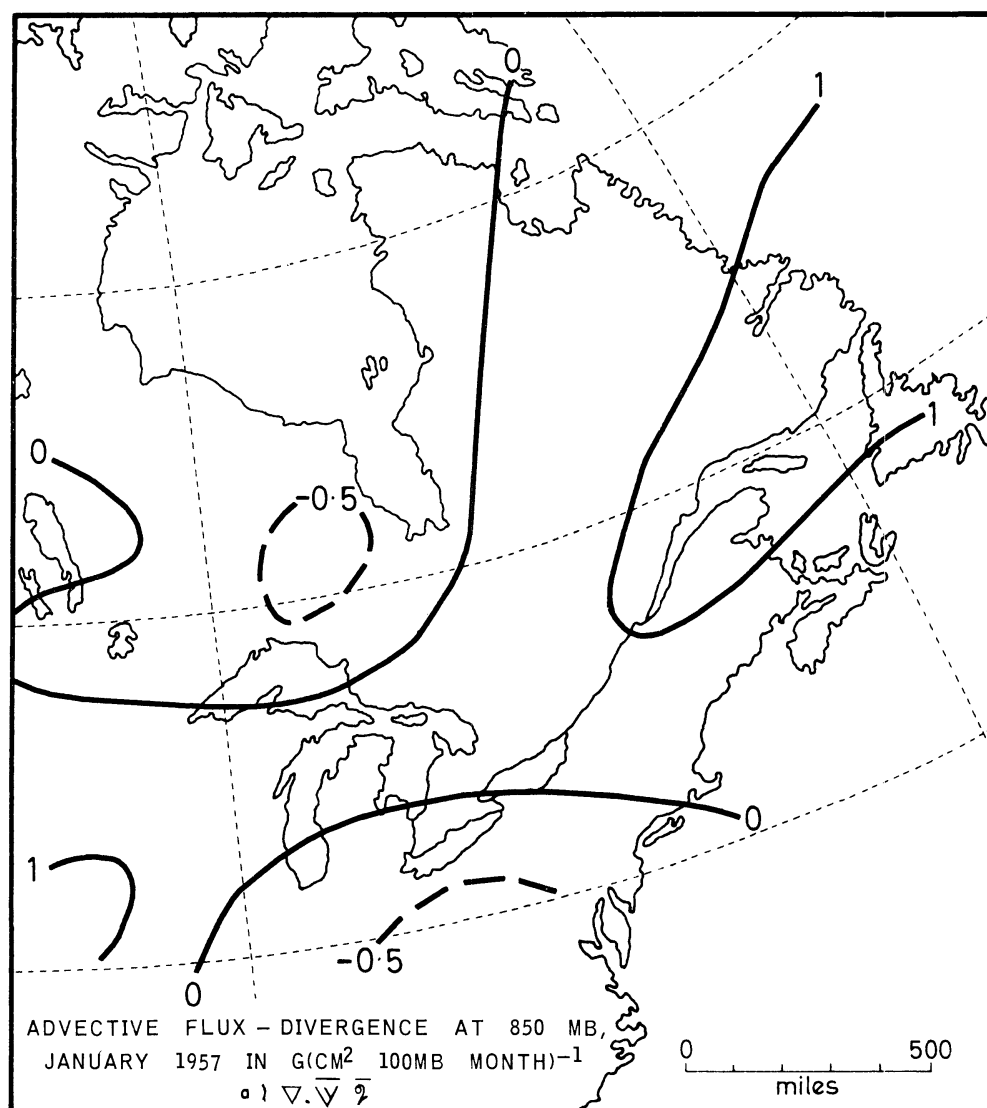 0
1
0
-0.5
1
1
0
-0.5
0
ADVECTIVE FLUX - DIVERGENCE AT 850 MB,
JANUARY 1957 IN G(CM² 100MB MONTH)⁻¹
a) ∇. V̅ q̅
0 500
miles